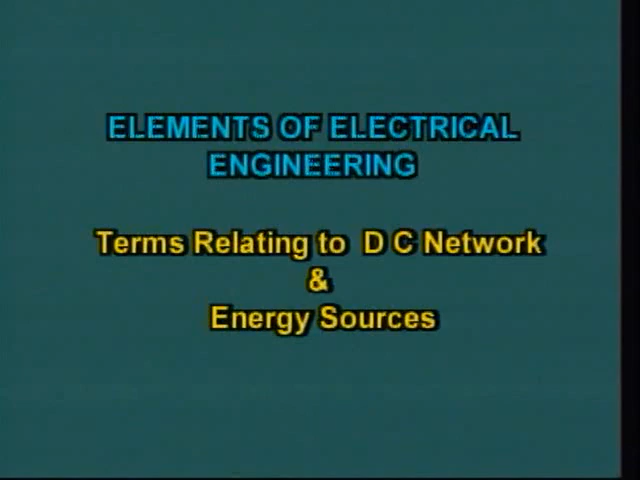 ELEMENTS OF ELECTRICAL
ENGINEERING
Terms Relating to D C Network
&
Energy Sources